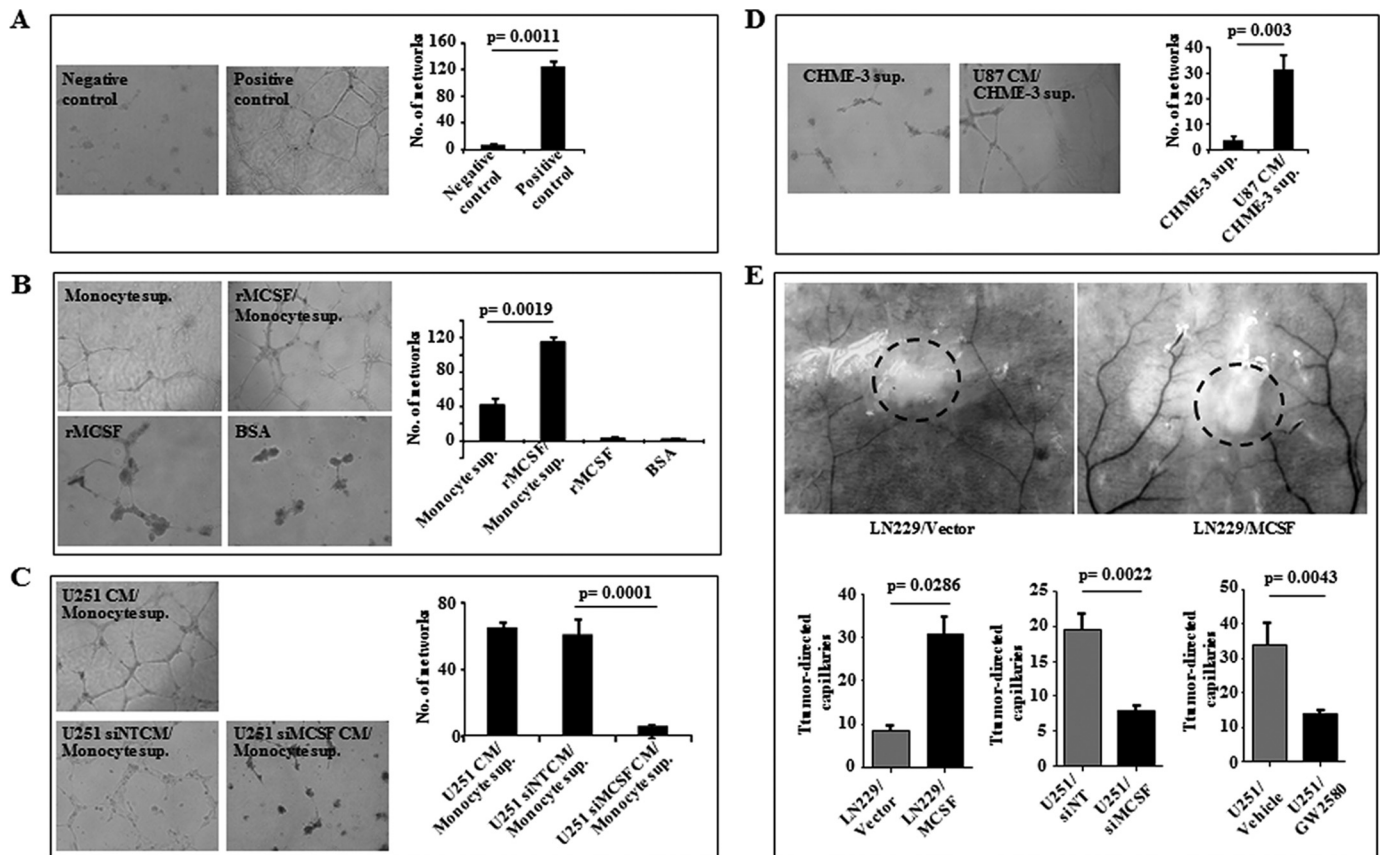 A
Negative
control
Positive
control
No. of networks
160
120
80
40
0
p= 0.0011
Negative
control
Positive
control
B
Monocyte sup.
rMCSF/
Monocyte sup.
rMCSF
BSA
No. of networks
120
80
40
0
p= 0.0019
Monocyte sup.
rMCSF/
Monocyte sup.
rMCSF
BSA
C
U251 CM/
Monocyte sup.
U251 siNTCM/
Monocyte sup.
U251 siMCSF CM/
Monocyte sup.
No. of networks
80
40
0
p= 0.0001
U251 CM/
Monocyte sup.
U251 siNTCM/
Monocyte sup.
U251 siMCSF CM/
Monocyte sup.
D
CHME-3 sup.
U87 CM/
CHME-3 sup.
No. of networks
40
30
20
10
0
p= 0.003
CHME-3 sup.
U87 CM/
CHME-3 sup.
E
LN229/Vector
LN229/MCSF
Ttumor-directed
capillaries
40
30
20
10
0
p= 0.0286
LN229/
Vector
LN229/
MCSF
Ttumor-directed
capillaries
25
20
15
10
5
0
p= 0.0022
U251/
siNT
U251/
siMCSF
Ttumor-directed
capillaries
50
40
30
20
10
0
p= 0.0043
U251/
Vehicle
U251/
GW2580